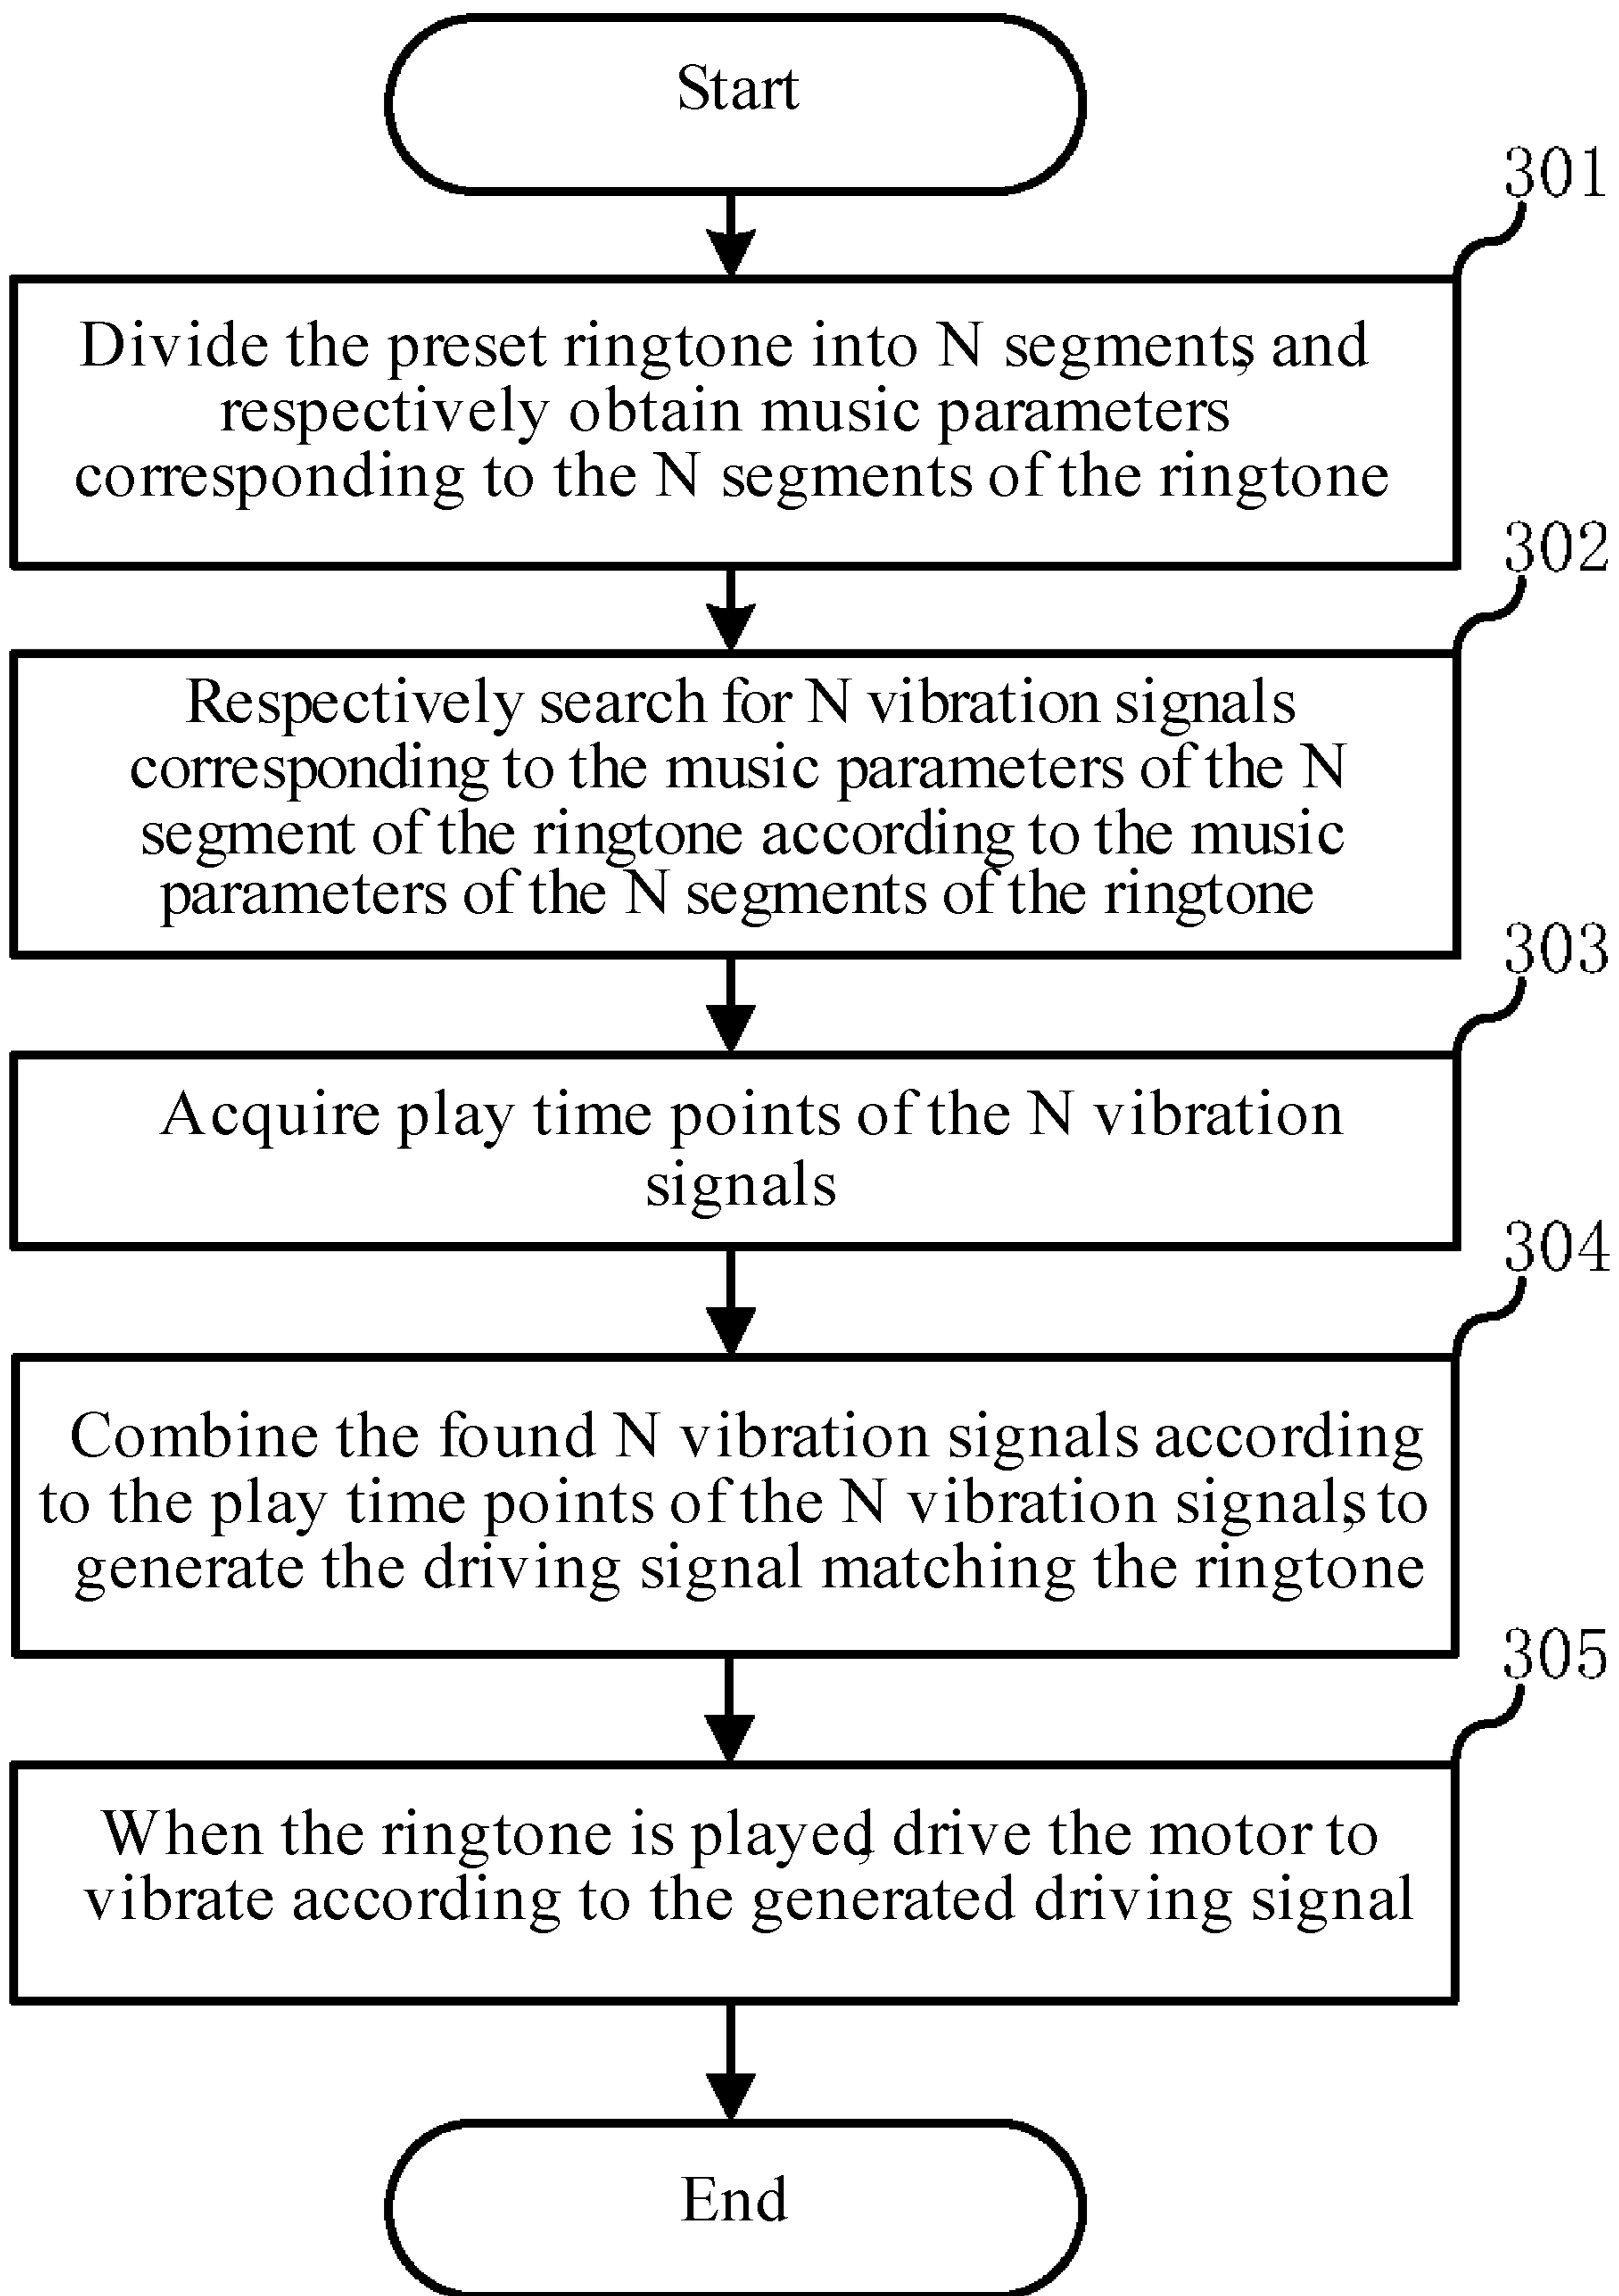 Start
301
Divide the preset ringtone into N segments, and
respectively obtain music parameters
corresponding to the N segments of the ringtone
302
Respectively search for N vibration signals
corresponding to the music parameters of the N
segment of the ringtone according to the music
parameters of the N segments of the ringtone
303
Acquire play time points of the N vibration
signals
304
Combine the found N vibration signals according
to the play time points of the N vibration signals, to
generate the driving signal matching the ringtone
305
When the ringtone is played, drive the motor to
vibrate according to the generated driving signal
End